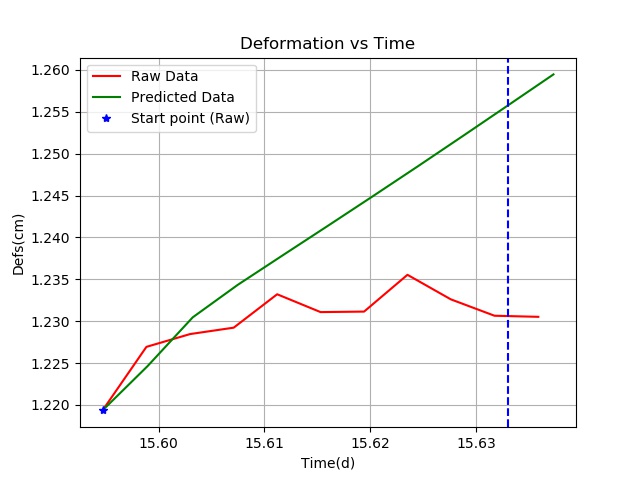 Deformation vs Time
Raw Data
Predicted Data
Start point (Raw)
1.260
1.255
1.250
1.245
1.240
1.235
1.230
1.225
1.220
Defs(cm)
15.60 15.61 15.62 15.63
Time(d)